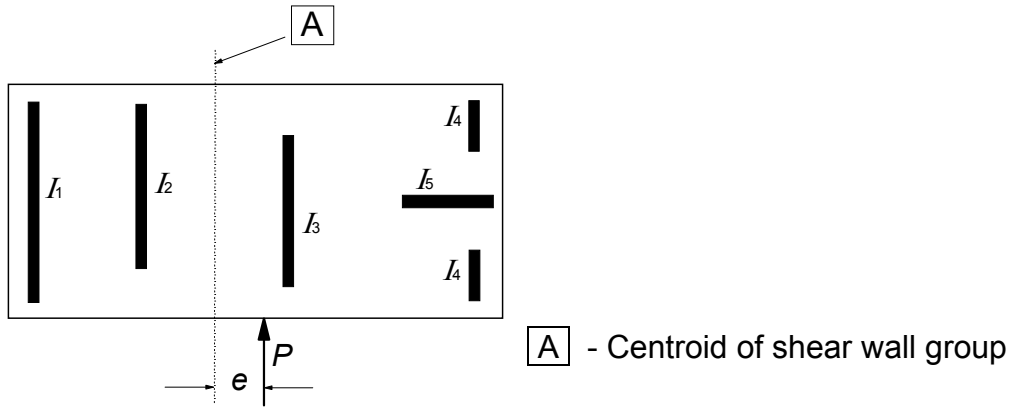 A
I1
I2
I3
I4
I5
I4
P
e
A - Centroid of shear wall group